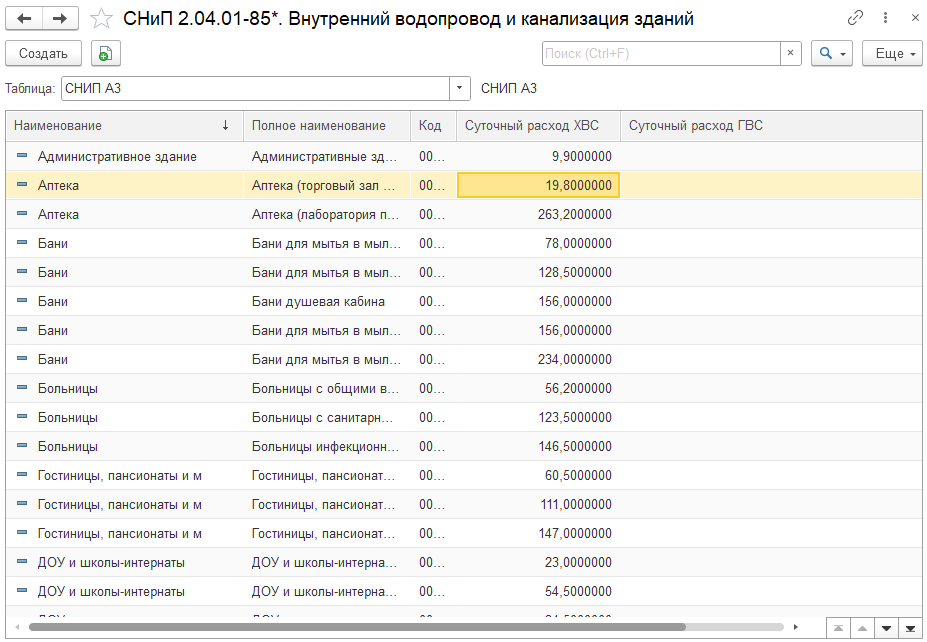 СНиП 2.04.01-85*. Внутренний водопровод и канализация зданий
Создать Поиск (Ctrl+F) × Еще
Таблица: СНИП А3 СНИП А3
Наименование ↓ Полное наименование Код Суточный расход ХВС Суточный расход ГВС
Административное здание Административные зд... 00... 9,9000000
Аптека Аптека (торговый зал ... 00... 19,8000000
Аптека Аптека (лаборатория п... 00... 263,2000000
Бани Бани для мытья в мыл... 00... 78,0000000
Бани Бани для мытья в мыл... 00... 128,5000000
Бани Бани душевая кабина 00... 156,0000000
Бани Бани для мытья в мыл... 00... 156,0000000
Бани Бани для мытья в мыл... 00... 234,0000000
Больницы Больницы с общими в... 00... 56,2000000
Больницы Больницы с санитарн... 00... 123,5000000
Больницы Больницы инфекционн... 00... 146,5000000
Гостиницы, пансионаты и м Гостиницы, пансионат... 00... 60,5000000
Гостиницы, пансионаты и м Гостиницы, пансионат... 00... 111,0000000
Гостиницы, пансионаты и м Гостиницы, пансионат... 00... 147,0000000
ДОУ и школы-интернаты ДОУ и школы-интерна... 00... 23,0000000
ДОУ и школы-интернаты ДОУ и школы-интерна... 00... 54,5000000